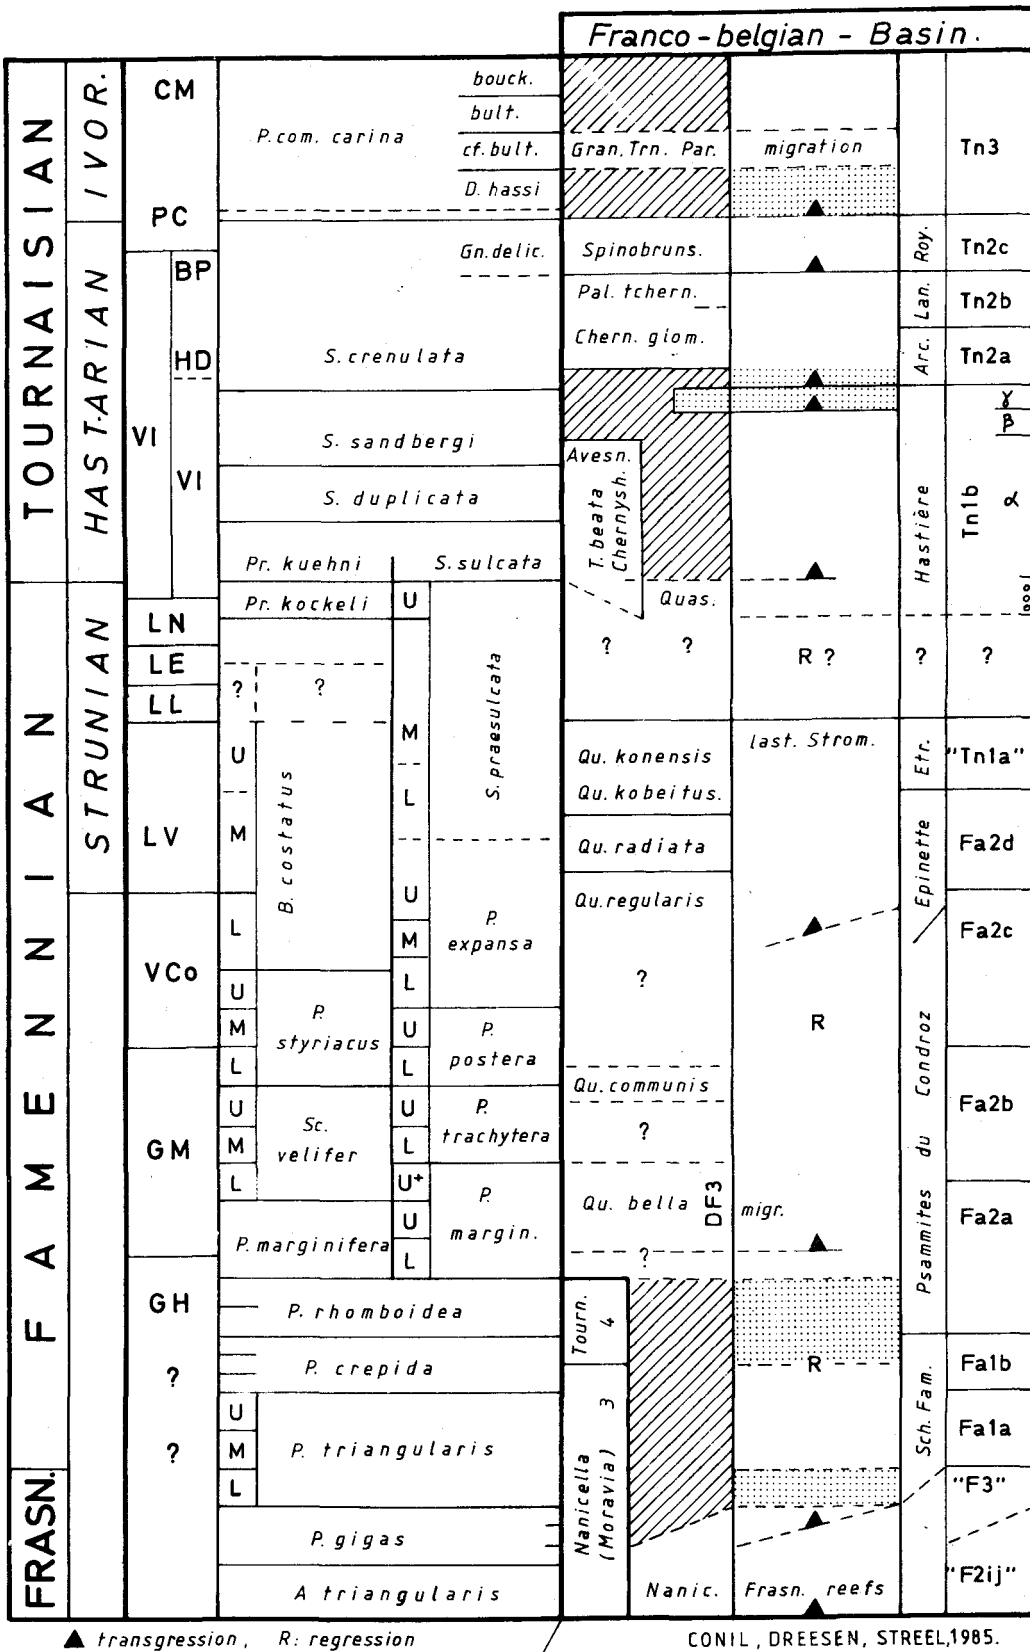 Franco-belgian - Basin.
TOURNAISIAN
FAMENNIAN
FRASN.
IVOR.
HASTARIAN
STRUNIAN
CM
PC
VI
BP
HD
VI
LN
LE
LL
LV
VCo
GM
GH
?
?
P.com. carina
bouck.
bult.
cf.bult.
D. hassi
Gn.delic.
S.crenulata
S. sandbergi
S. duplicata
Pr. kuehni
S.sulcata
Pr. kockeli
U
?
?
U
M
L
B. costatus
M
L
S. praesulcata
U
M
L
P. expansa
U
M
L
P. styriacus
U
L
P. postera
U
M
L
Sc. velifer
U
L
P. trachytera
U+
U
L
P. margin.
P. marginifera
P. rhomboidea
P. crepida
U
M
L
P. triangularis
P. gigas
A triangularis
Gran. Trn. Par.
Spinobruns.
Pal. tchern.
Chern. glom.
Avesn.
T. beata
Chernysh.
Quas.
?
?
Qu. konensis
Qu. kobeitus.
Qu. radiata
Qu. regularis
?
Qu. communis
?
Qu. bella
DF3
?
Tourn. 4
Nanicella 3
(Moravia)
Nanic.
migration
R ?
last. Strom.
R
migr.
R
Frasn. reefs
Roy.
Lan.
Arc.
Hastière
?
Etr.
Epinette
Psammites du Condroz
Sch. Fam.
Tn3
Tn2c
Tn2b
Tn2a
γ
β
α
Tn1b
?
"Tn1a"
Fa2d
Fa2c
Fa2b
Fa2a
Fa1b
Fa1a
"F3"
"F2ij"
▲ transgression, R: regression
CONIL, DREESEN, STREEL, 1985.